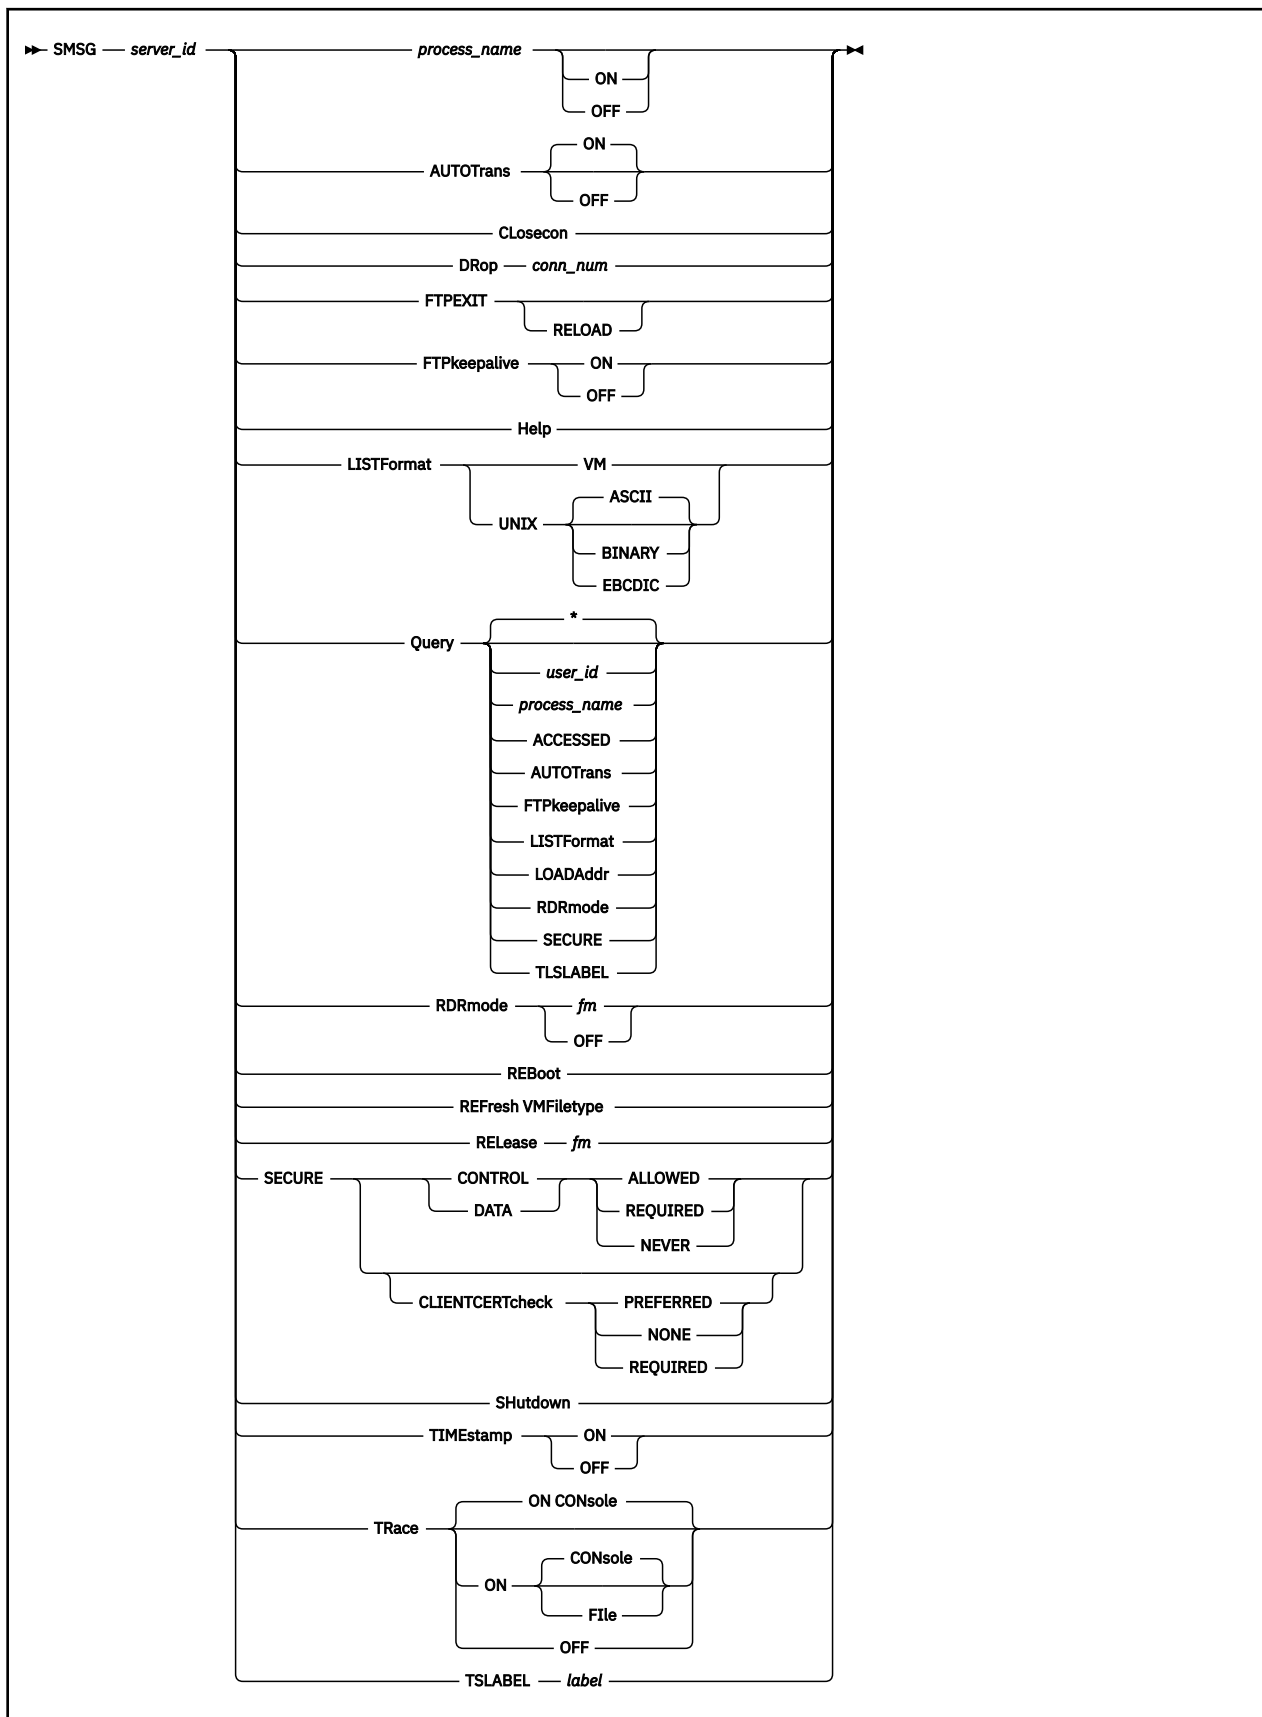 SMSG server_id process_name
ON
OFF
ON
AUTOTrans
OFF
CLosecon
DRop conn_num
FTPEXIT
RELOAD
FTPkeepalive ON
OFF
Help
LISTFormat VM
ASCII
UNIX
BINARY
EBCDIC
*
Query
user_id
process_name
ACCESSED
AUTOTrans
FTPkeepalive
LISTFormat
LOADAddr
RDRmode
SECURE
TLSLABEL
RDRmode fm
OFF
REBoot
REFresh VMFiletype
RELease fm
SECURE CONTROL ALLOWED
DATA REQUIRED
NEVER
CLIENTCERTcheck PREFERRED
NONE
REQUIRED
SHutdown
TIMEstamp ON
OFF
ON CONsole
TRace
CONsole
ON
FIle
OFF
TSLABEL label